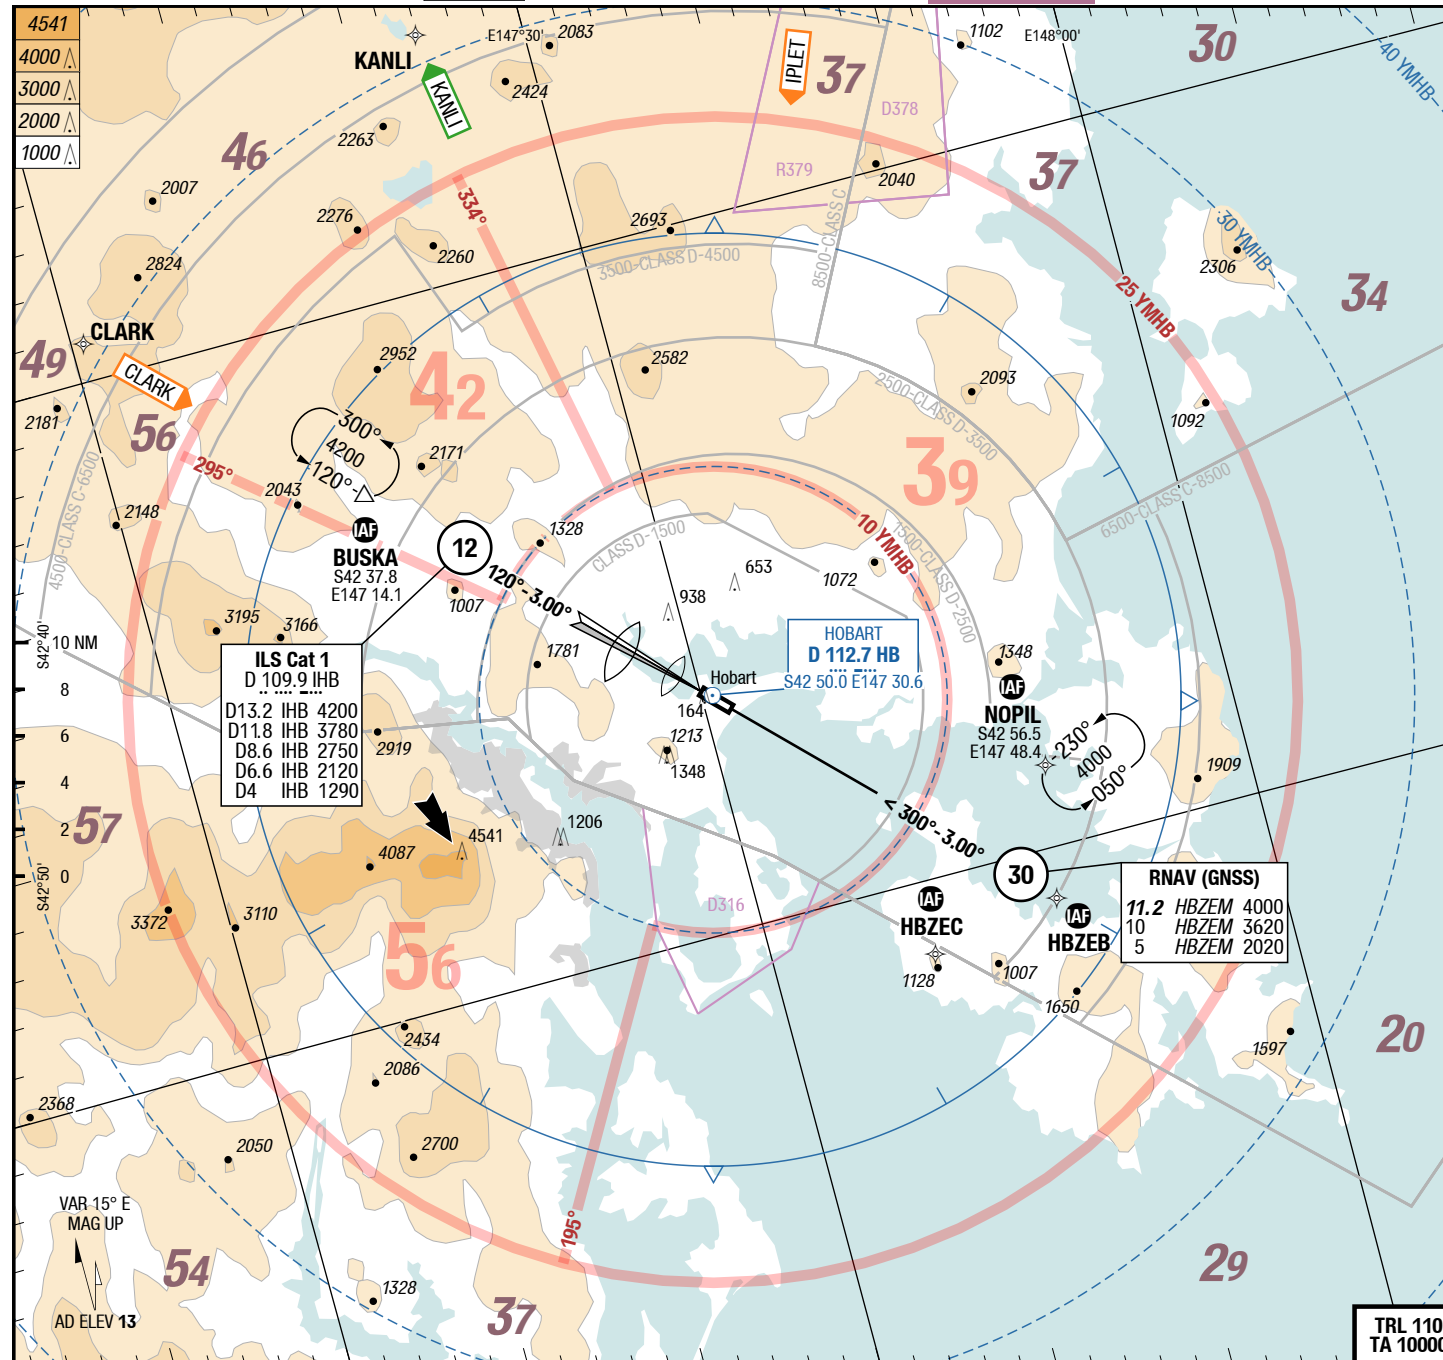 4541
4000
3000
2000
1000
KANLI
KANLI
E147°30'
2083
2424
2263
IPLET
37
1102
E148°00'
30
40 YMHB
D378
46
R379
2040
37
2007
334°
2276
2260
2693
3500-CLASS D-4500
8500-CLASS C
30 YMHB
2306
2824
25 YMHB
34
CLARK
49
CLARK
2952
42
2582
2093
2500-CLASS D-3500
1092
2181
56
300°
4200
120°
2171
39
295°
4500-CLASS C-6500
2043
6500-CLASS C-8500
2148
IAF
BUSKA
S42 37.8
E147 14.1
12
1328
CLASS D-1500
10 YMHB
1500-CLASS D-2500
120°-3.00°
653
1072
1007
938
3195
3166
S42°40'
10 NM
8
6
4
2
0
S42°50'
ILS Cat 1
D 109.9 IHB
D13.2 IHB 4200
D11.8 IHB 3780
D8.6 IHB 2750
D6.6 IHB 2120
D4 IHB 1290
1781
HOBART
D 112.7 HB
S42 50.0 E147 30.6
Hobart
164
1348
IAF
NOPIL
S42 56.5
E147 48.4
230°
4000
050°
2919
1213
1348
1909
57
4541
1206
4087
< 300°-3.00°
30
RNAV (GNSS)
11.2 HBZEM 4000
10 HBZEM 3620
5 HBZEM 2020
3372
3110
D316
IAF
HBZEC
IAF
HBZEB
56
1128
1007
1650
2434
1597
20
2086
2368
2050
2700
VAR 15° E
MAG UP
195°
54
29
1328
AD ELEV 13
37
TRL 110
TA 10000